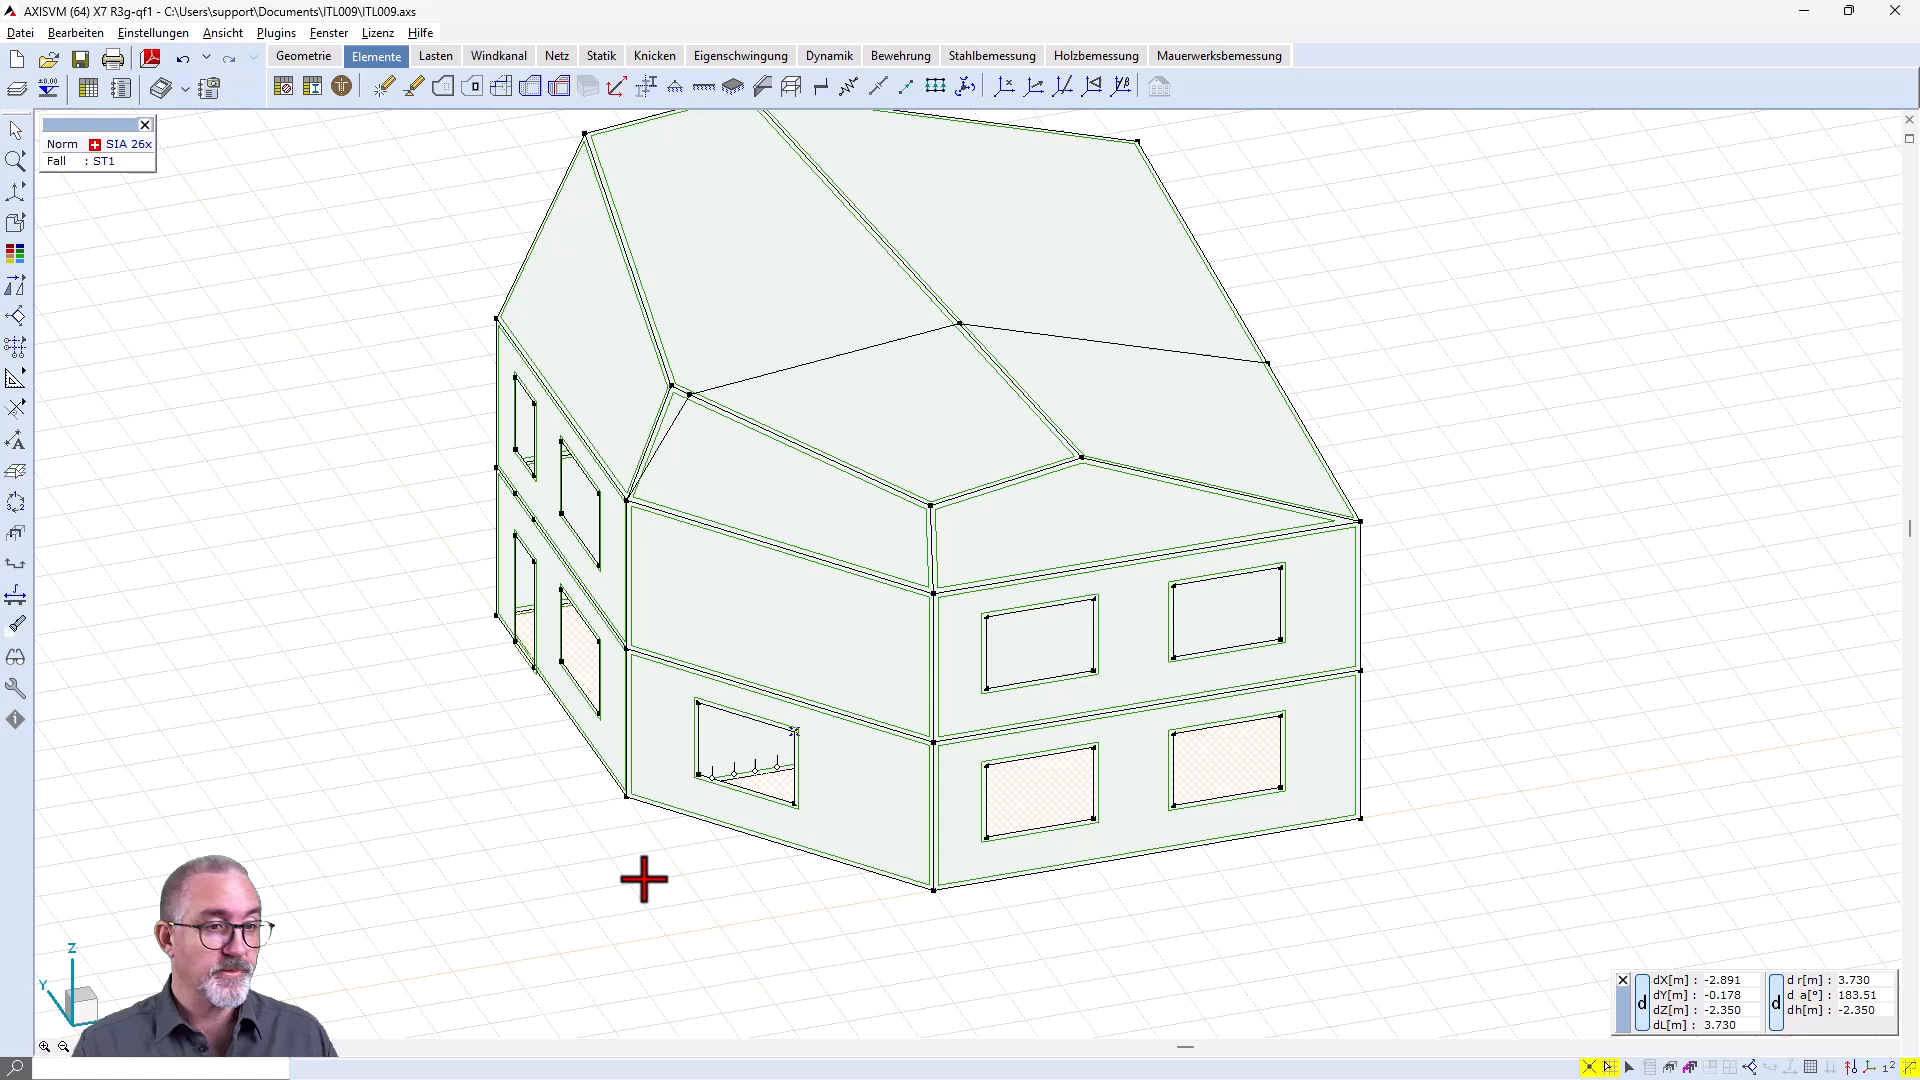 AXISVM (64) X7 R3g-qf1 - C:\Users\support\Documents\ITL009\ITL009.axs
Datei Bearbeiten Einstellungen Ansicht Plugins Fenster Lizenz Hilfe
Geometrie Elemente Lasten Windkanal Netz Statik Knicken Eigenschwingung Dynamik Bewehrung Stahlbemessung Holzbemessung Mauerwerksbemessung
Norm SIA 26x
Fall : ST1
Z
Y
dX[m] : -2.891
dY[m] : -0.178
dZ[m] : -2.350
dL[m] : 3.730
d
d r[m] : 3.730
d a[°] : 183.51
dh[m] : -2.350
d